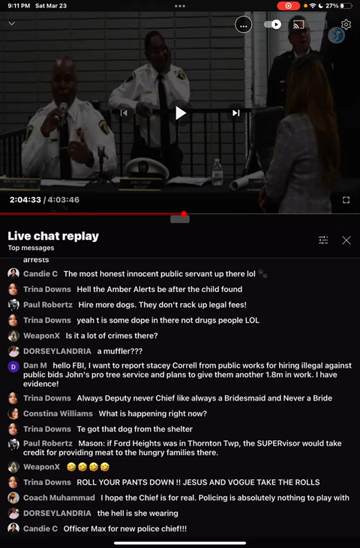 9:11 PM Sat Mar 23
27%
2:04:33 / 4:03:46
Live chat replay
Top messages
arrests
Candie C The most honest innocent public servant up there lol 🐾
Trina Downs Hell the Amber Alerts be after the child found
Paul Robertz Hire more dogs. They don't rack up legal fees!
Trina Downs yeah t is some dope in there not drugs people LOL
WeaponX Is it a lot of crimes there?
DORSEYLANDRIA a muffler???
D
Dan M hello FBI, I want to report stacey Correll from public works for hiring illegal against
public bids John's pro tree service and plans to give them another 1.8m in work. I have
evidence!
Trina Downs Always Deputy never Chief like always a Bridesmaid and Never a Bride
Constina Williams What is happening right now?
Trina Downs Te got that dog from the shelter
Paul Robertz Mason: if Ford Heights was in Thornton Twp, the SUPERvisor would take
credit for providing meat to the hungry families there.
WeaponX 🤣🤣🤣🤣
Trina Downs ROLL YOUR PANTS DOWN !! JESUS AND VOGUE TAKE THE ROLLS
Coach Muhammad I hope the Chief is for real. Policing is absolutely nothing to play with
DORSEYLANDRIA the hell is she wearing
Candie C Officer Max for new police chief!!!